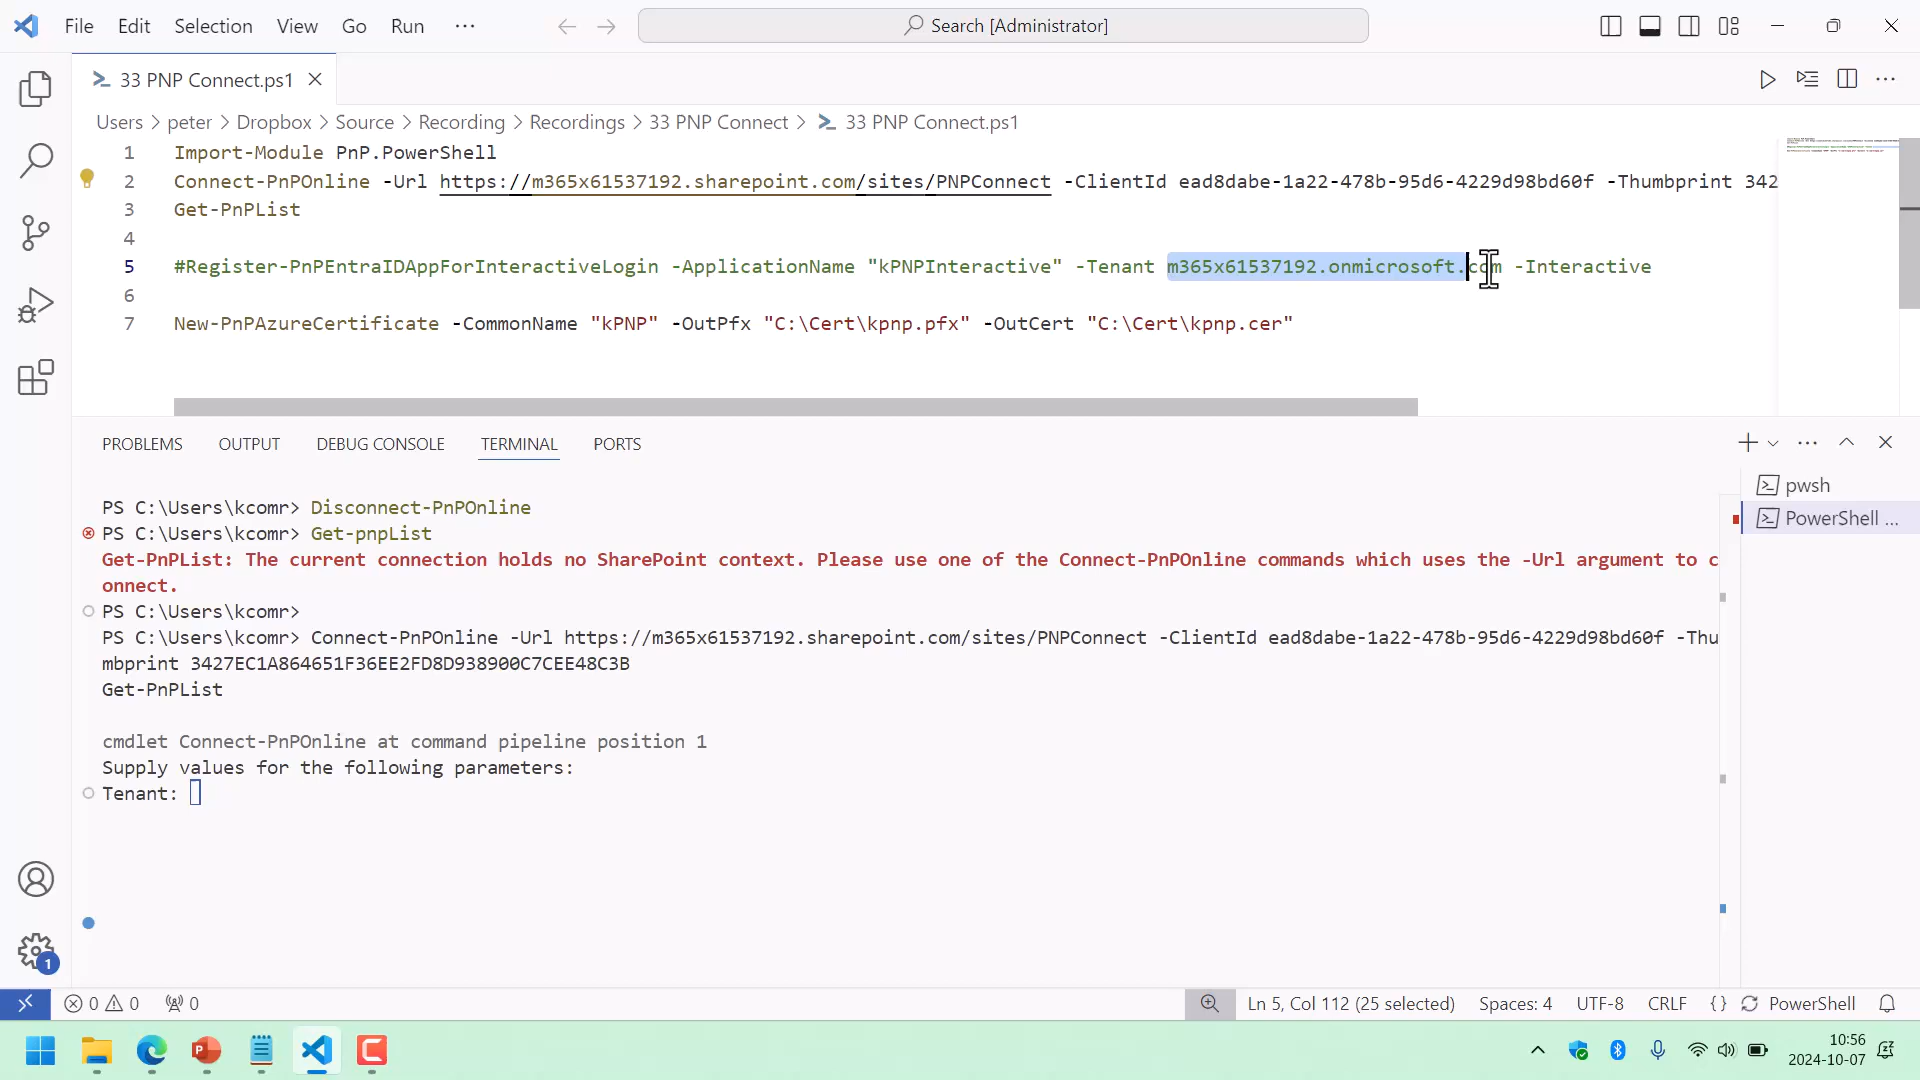 File Edit Selection View Go Run ···
Search [Administrator]
33 PNP Connect.ps1
Users > peter > Dropbox > Source > Recording > Recordings > 33 PNP Connect > 33 PNP Connect.ps1
1 Import-Module PnP.PowerShell
2 Connect-PnPOnline -Url https://m365x61537192.sharepoint.com/sites/PNPConnect -ClientId ead8dabe-1a22-478b-95d6-4229d98bd60f -Thumbprint 342
3 Get-PnPList
4
5 #Register-PnPEntraIDAppForInteractiveLogin -ApplicationName "kPNPInteractive" -Tenant m365x61537192.onmicrosoft.com -Interactive
6
7 New-PnPAzureCertificate -CommonName "kPNP" -OutPfx "C:\Cert\kpnp.pfx" -OutCert "C:\Cert\kpnp.cer"
PROBLEMS OUTPUT DEBUG CONSOLE TERMINAL PORTS
pwsh
PowerShell ...
PS C:\Users\kcomr> Disconnect-PnPOnline
PS C:\Users\kcomr> Get-pnpList
Get-PnPList: The current connection holds no SharePoint context. Please use one of the Connect-PnPOnline commands which uses the -Url argument to c
onnect.
PS C:\Users\kcomr>
PS C:\Users\kcomr> Connect-PnPOnline -Url https://m365x61537192.sharepoint.com/sites/PNPConnect -ClientId ead8dabe-1a22-478b-95d6-4229d98bd60f -Thu
mbprint 3427EC1A864651F36EE2FD8D938900C7CEE48C3B
Get-PnPList
cmdlet Connect-PnPOnline at command pipeline position 1
Supply values for the following parameters:
Tenant:
1
0 0 0 Ln 5, Col 112 (25 selected) Spaces: 4 UTF-8 CRLF {} PowerShell
10:56
2024-10-07